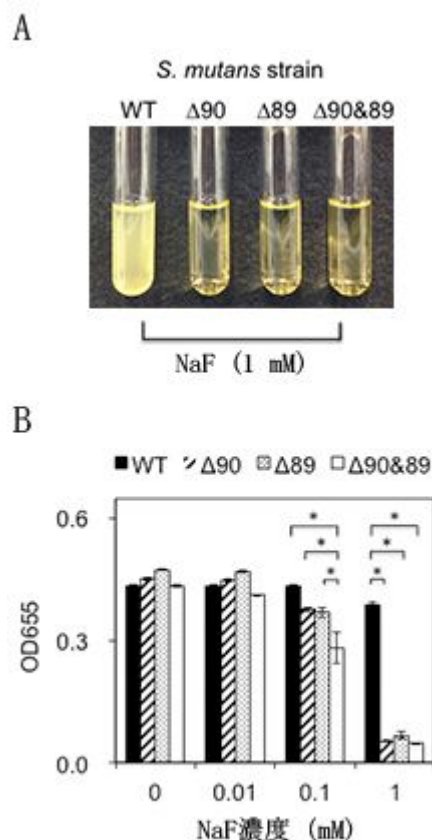 A
S. mutans strain
WT Δ90 Δ89 Δ90&89
NaF (1 mM)
B
WT Δ90 Δ89 Δ90&89
* *
* *
* *
0.6
0.3
0.0
OD655
0 0.01 0.1 1
NaF濃度 (mM)